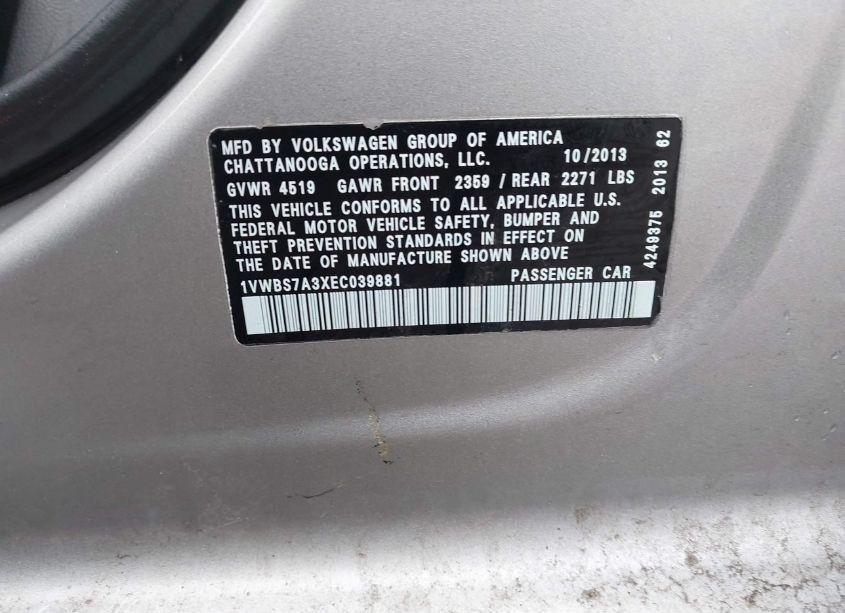 MFD BY VOLKSWAGEN GROUP OF AMERICA
CHATTANOOGA OPERATIONS, LLC. 10/2013
GVWR 4519 GAWR FRONT 2359 / REAR 2271 LBS
THIS VEHICLE CONFORMS TO ALL APPLICABLE U.S.
FEDERAL MOTOR VEHICLE SAFETY, BUMPER AND
THEFT PREVENTION STANDARDS IN EFFECT ON
THE DATE OF MANUFACTURE SHOWN ABOVE
1VWBS7A3XEC039881 PASSENGER CAR
4249375 2013 62